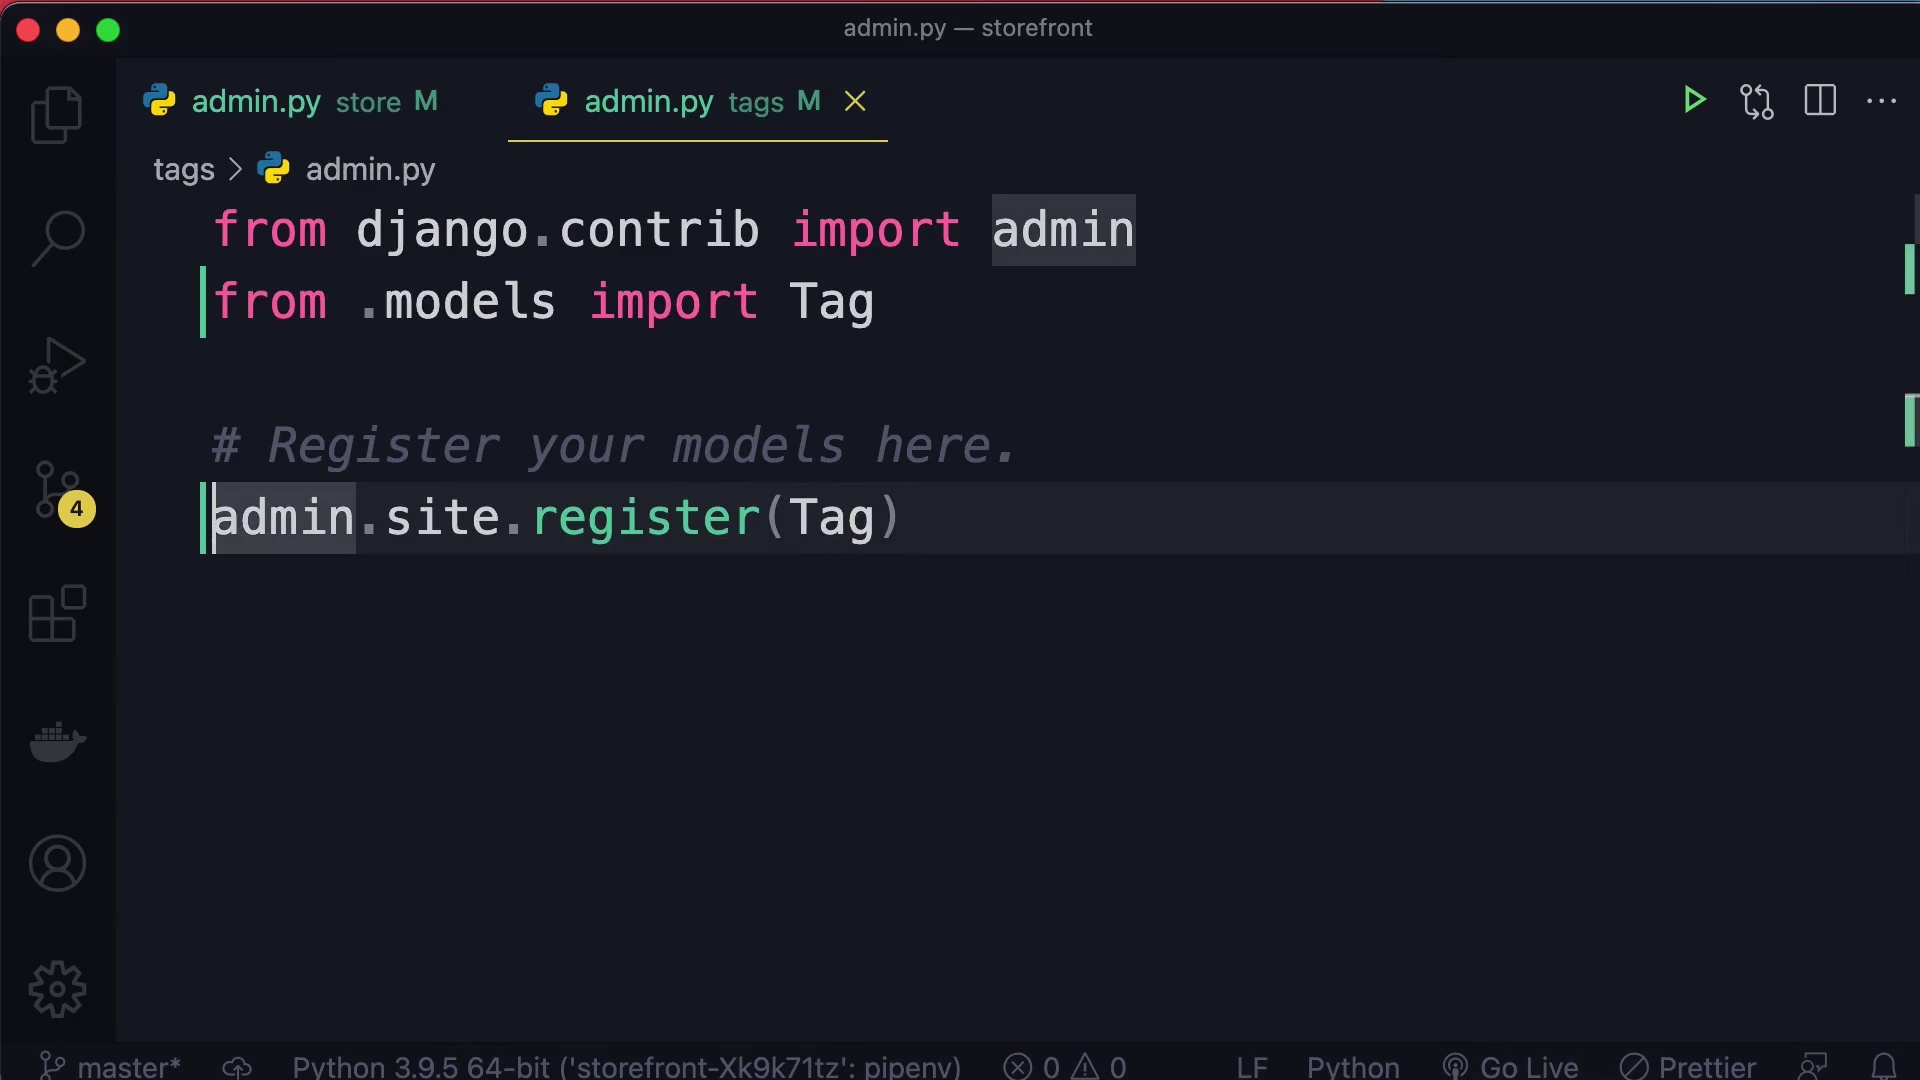 admin.py — storefront
admin.py store M
admin.py tags M
tags > admin.py
from django.contrib import admin
from .models import Tag
# Register your models here.
admin.site.register(Tag)
4
master*
Python 3.9.5 64-bit ('storefront-Xk9k71tz': pipenv)
0
0
LF
Python
Go Live
Prettier